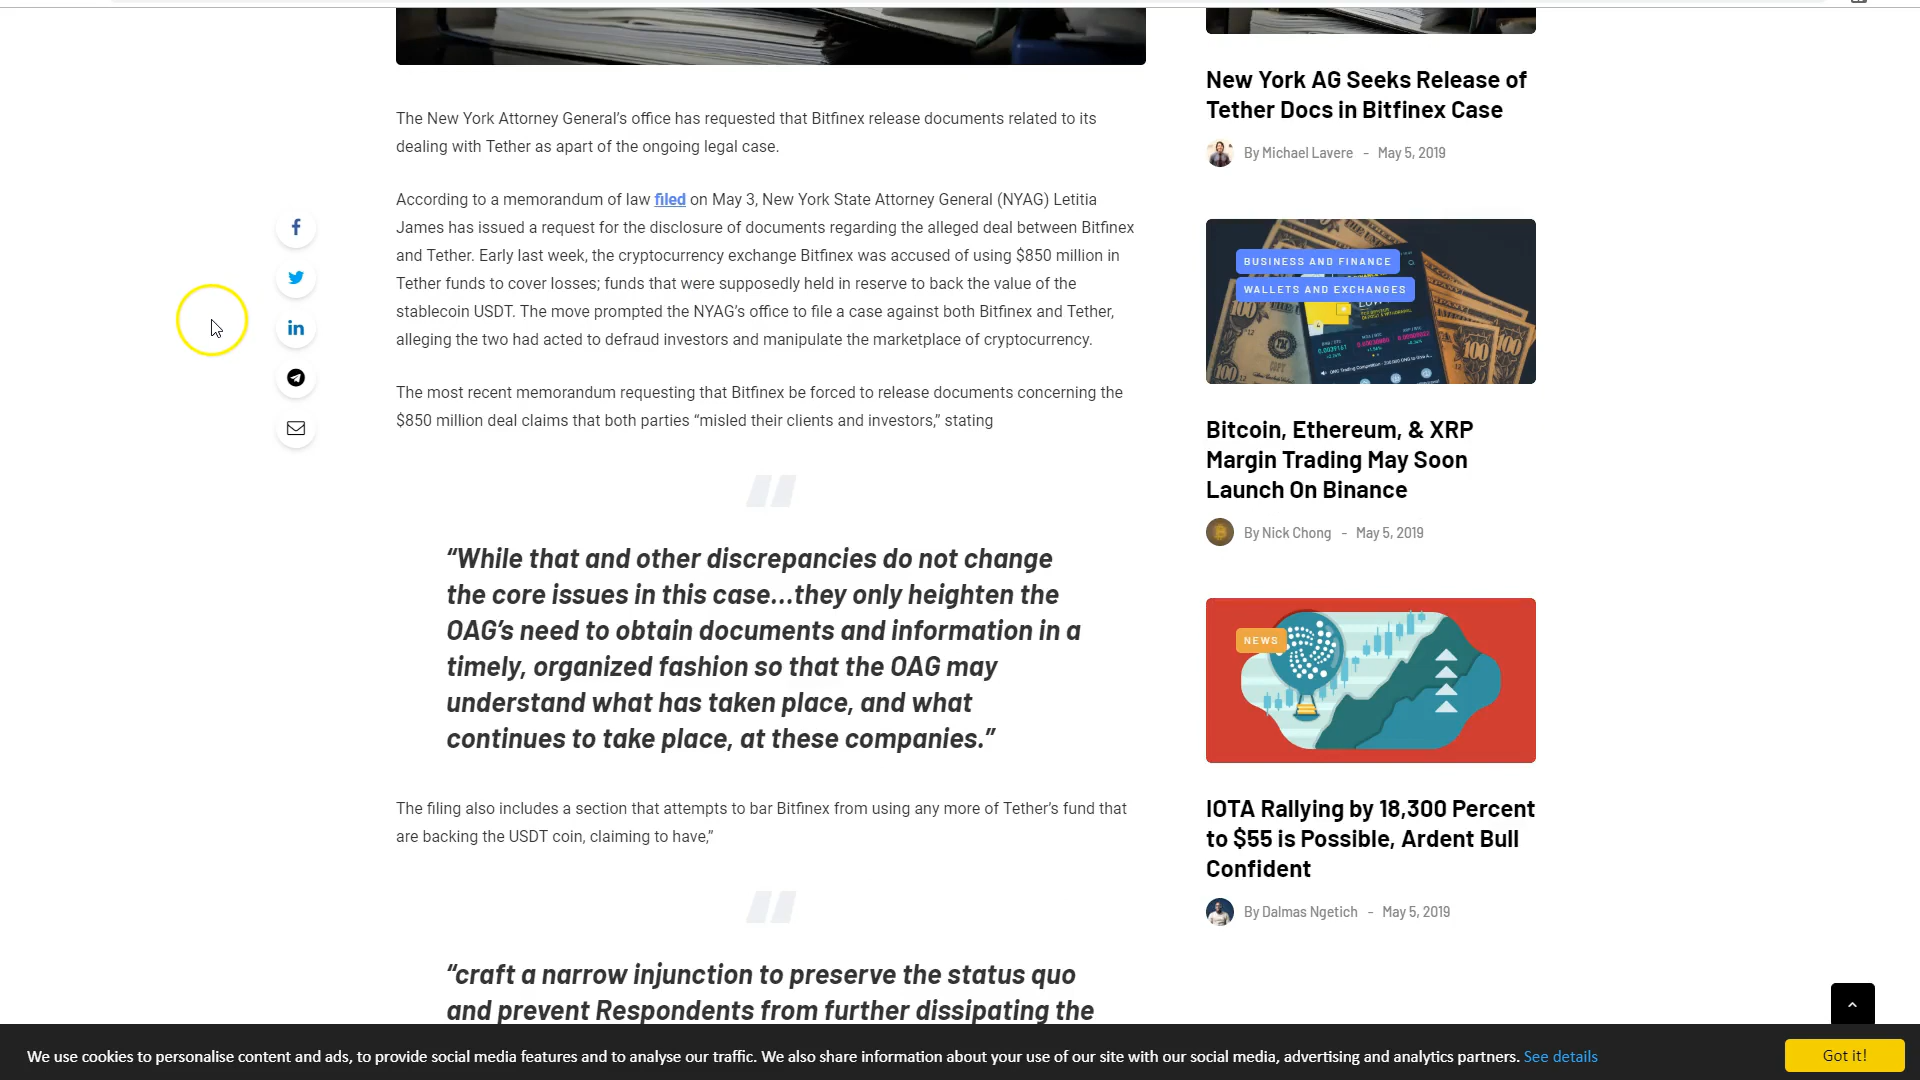 The New York Attorney General’s office has requested that Bitfinex release documents related to its
dealing with Tether as apart of the ongoing legal case.
According to a memorandum of law filed on May 3, New York State Attorney General (NYAG) Letitia
James has issued a request for the disclosure of documents regarding the alleged deal between Bitfinex
and Tether. Early last week, the cryptocurrency exchange Bitfinex was accused of using $850 million in
Tether funds to cover losses; funds that were supposedly held in reserve to back the value of the
stablecoin USDT. The move prompted the NYAG’s office to file a case against both Bitfinex and Tether,
alleging the two had acted to defraud investors and manipulate the marketplace of cryptocurrency.
The most recent memorandum requesting that Bitfinex be forced to release documents concerning the
$850 million deal claims that both parties “misled their clients and investors,” stating
“While that and other discrepancies do not change
the core issues in this case…they only heighten the
OAG’s need to obtain documents and information in a
timely, organized fashion so that the OAG may
understand what has taken place, and what
continues to take place, at these companies.”
The filing also includes a section that attempts to bar Bitfinex from using any more of Tether’s fund that
are backing the USDT coin, claiming to have,”
“craft a narrow injunction to preserve the status quo
and prevent Respondents from further dissipating the
New York AG Seeks Release of
Tether Docs in Bitfinex Case
By Michael Lavere - May 5, 2019
BUSINESS AND FINANCE
WALLETS AND EXCHANGES
100
100
100
Bitcoin, Ethereum, & XRP
Margin Trading May Soon
Launch On Binance
By Nick Chong - May 5, 2019
NEWS
IOTA Rallying by 18,300 Percent
to $55 is Possible, Ardent Bull
Confident
By Dalmas Ngetich - May 5, 2019
We use cookies to personalise content and ads, to provide social media features and to analyse our traffic. We also share information about your use of our site with our social media, advertising and analytics partners. See details
Got it!